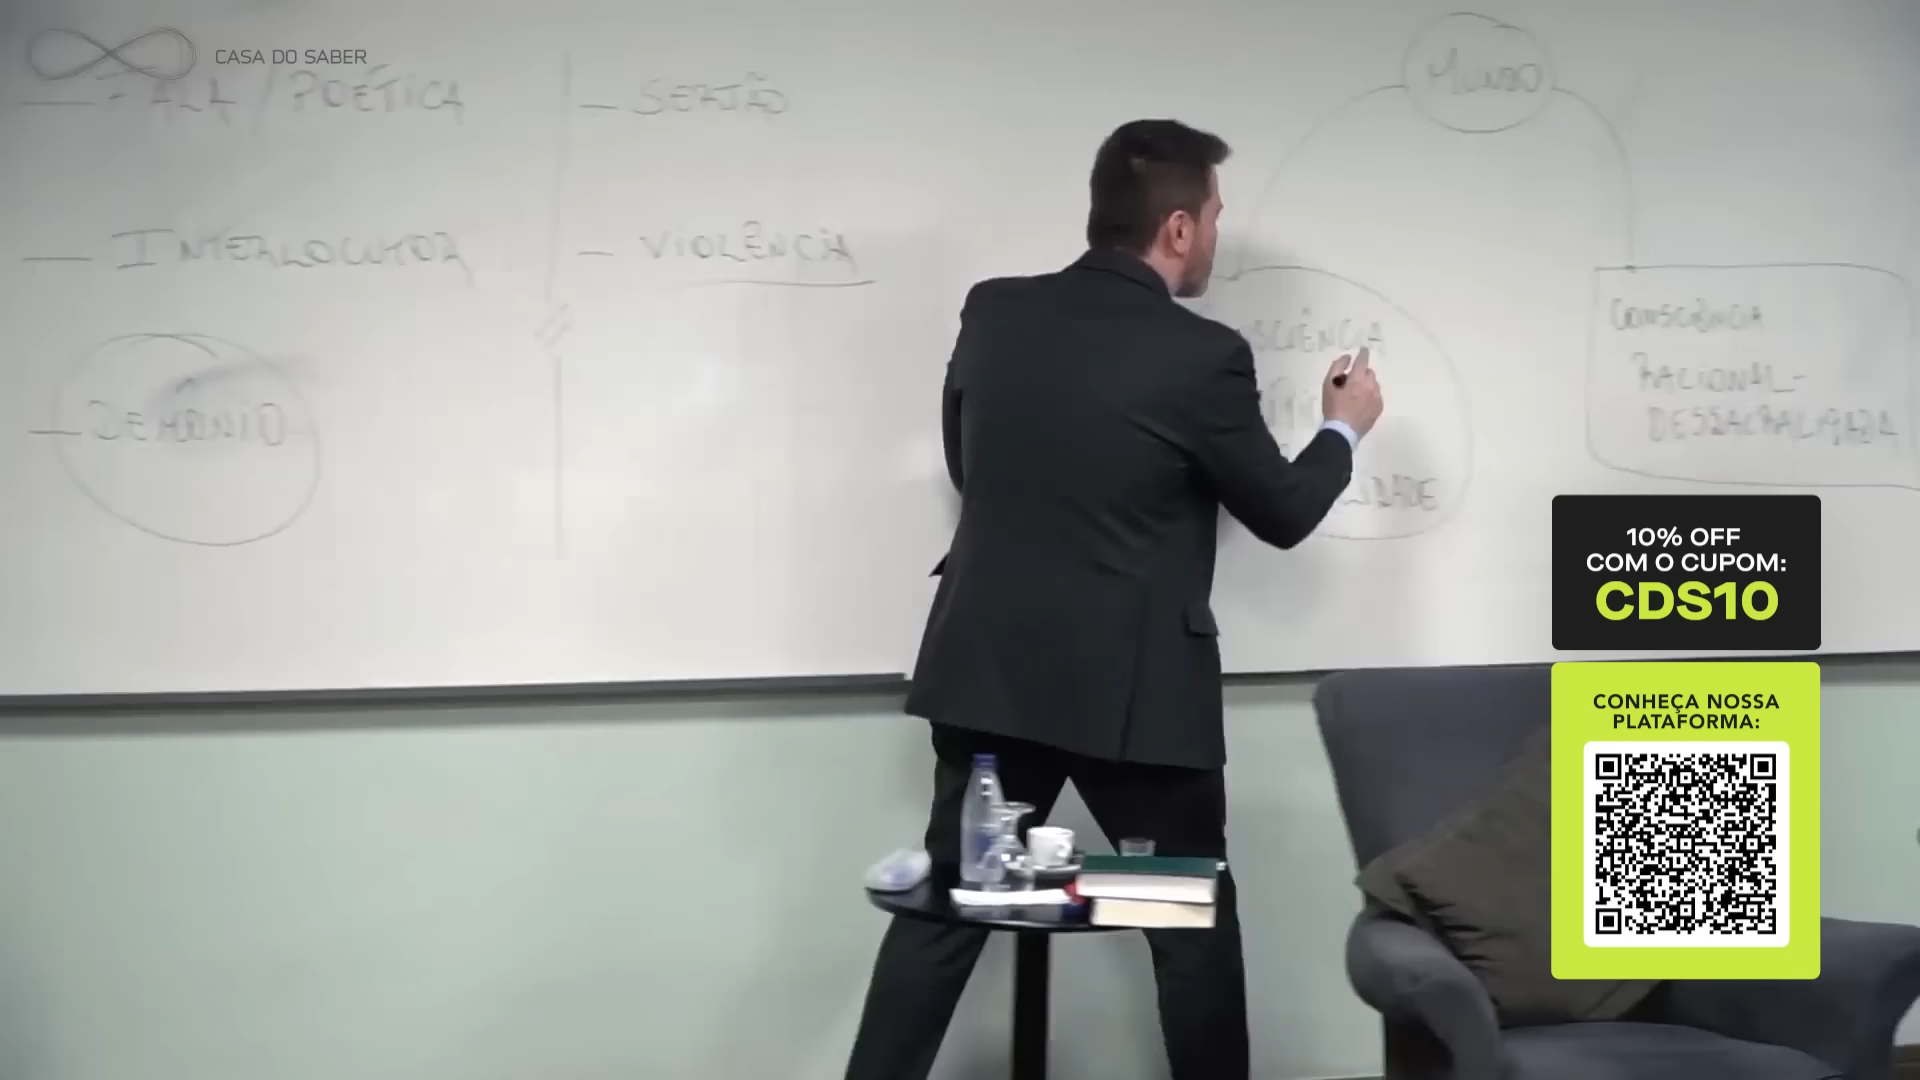 CASA DO SABER
FALA / POÉTICA
— SERTÃO
— INTERLOCUTOR
— VIOLÊNCIA
— DEMÔNIO
MUNDO
CONSCIÊNCIA
RACIONAL-
DESSACRALIZADA
10% OFF
COM O CUPOM:
CDS10
CONHEÇA NOSSA
PLATAFORMA: